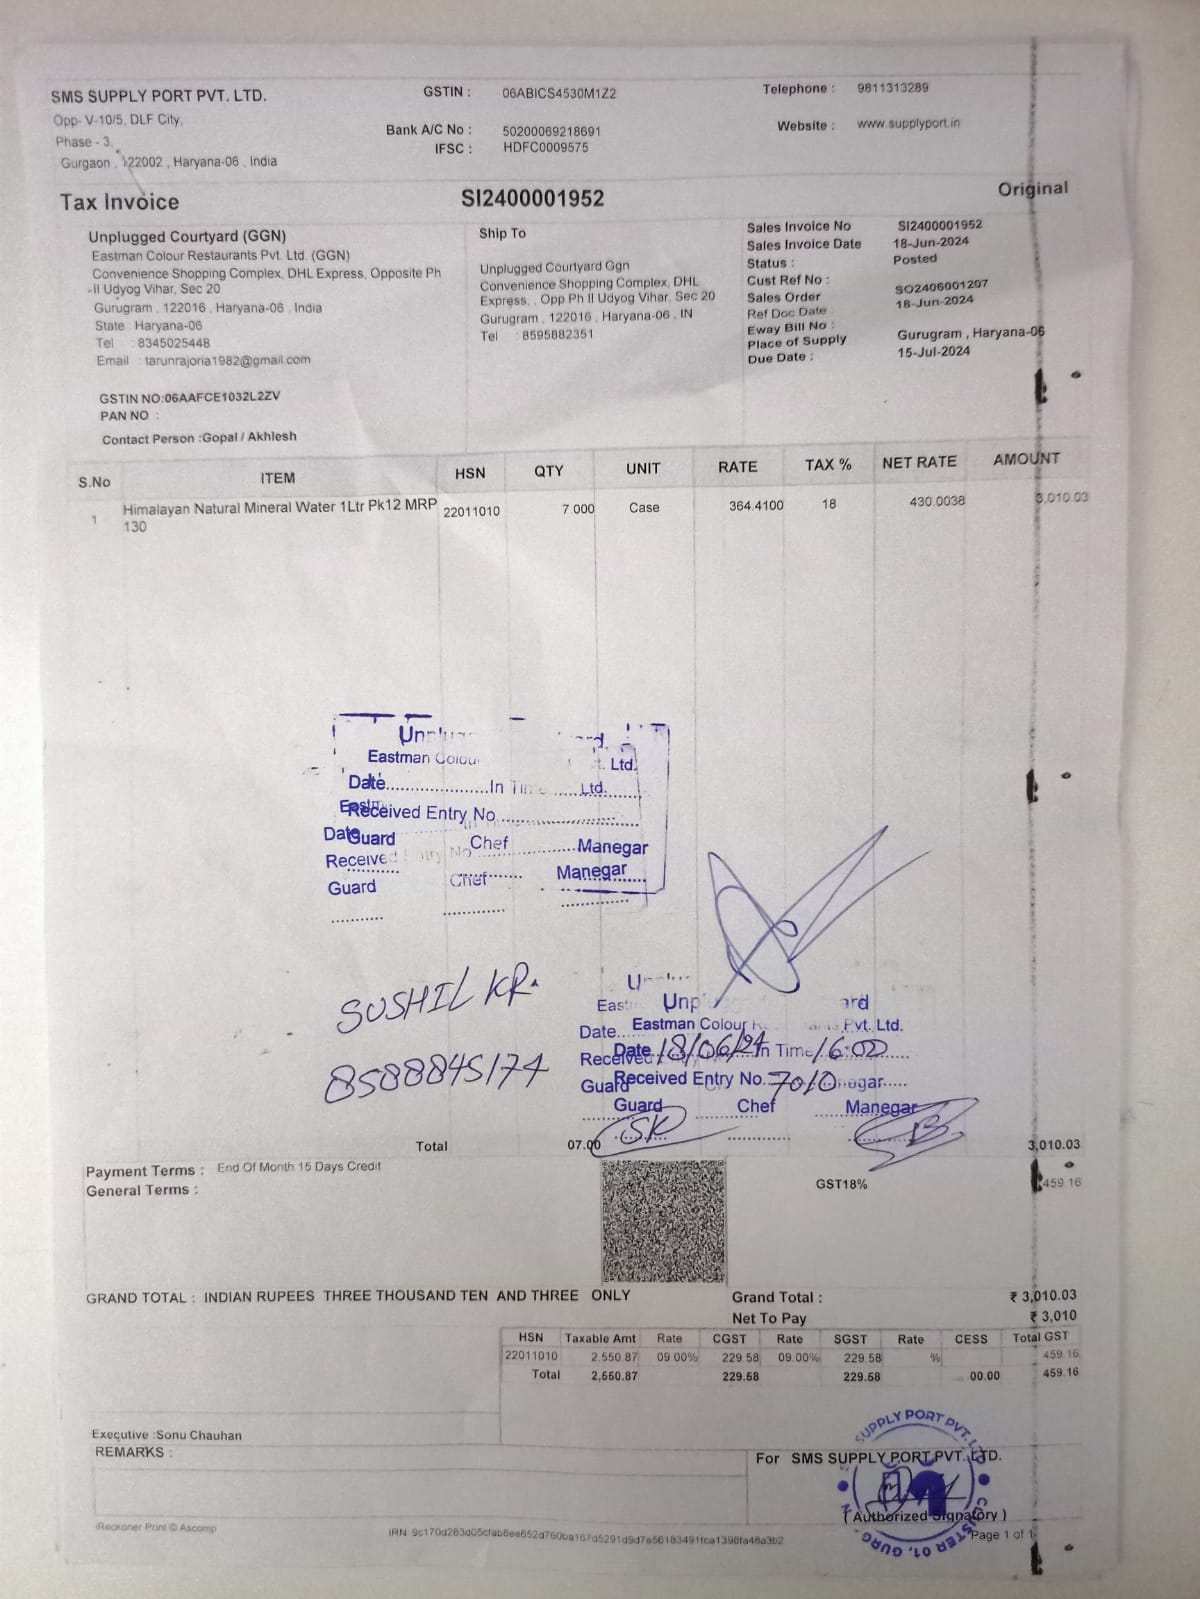 SMS SUPPLY PORT PVT. LTD.
Opp- V-10/5, DLF City,
Phase - 3,
Gurgaon , 122002 , Haryana-06 , India
GSTIN : 06ABICS4530M1Z2
Bank A/C No : 50200069218691
IFSC : HDFC0009575
Telephone : 9811313289
Website : www.supplyport.in
Tax Invoice
SI2400001952
Original
Unplugged Courtyard (GGN)
Eastman Colour Restaurants Pvt. Ltd. (GGN)
Convenience Shopping Complex, DHL Express, Opposite Ph
-II Udyog Vihar, Sec 20
Gurugram , 122016 , Haryana-06 , India
State : Haryana-06
Tel : 8345025448
Email : tarunrajoria1982@gmail.com
GSTIN NO:06AAFCE1032L2ZV
PAN NO :
Contact Person :Gopal / Akhlesh
Ship To
Unplugged Courtyard Ggn
Convenience Shopping Complex, DHL
Express, , Opp Ph II Udyog Vihar, Sec 20
Gurugram , 122016 , Haryana-06 , IN
Tel : 8595882351
Sales Invoice No SI2400001952
Sales Invoice Date 18-Jun-2024
Status : Posted
Cust Ref No :
Sales Order SO2406001207
Ref Doc Date : 18-Jun-2024
Eway Bill No :
Place of Supply Gurugram , Haryana-06
Due Date : 15-Jul-2024
S.No ITEM HSN QTY UNIT RATE TAX % NET RATE AMOUNT
1 Himalayan Natural Mineral Water 1Ltr Pk12 MRP 22011010 7.000 Case 364.4100 18 430.0038 3,010.03
130
Eastman Colou Ltd.
Date In Ltd.
Received Entry No
Date Guard Chef Manegar
Received
Guard Chef Manegar
SUSHIL KR.
8588845174
Eastman Colour Pvt. Ltd.
Date 18/06/24 In Time 16:00
Received Entry No. 7010
Guard Chef Manegar
SK
Total 07.00 3,010.03
Payment Terms : End Of Month 15 Days Credit
General Terms :
GST18% 459.16
GRAND TOTAL : INDIAN RUPEES THREE THOUSAND TEN AND THREE ONLY
Grand Total : ₹ 3,010.03
Net To Pay ₹ 3,010
HSN Taxable Amt Rate CGST Rate SGST Rate CESS Total GST
22011010 2,550.87 09.00% 229.58 09.00% 229.58 % 459.16
Total 2,550.87 229.58 229.58 00.00 459.16
Executive :Sonu Chauhan
REMARKS :
For SMS SUPPLY PORT PVT. LTD.
SUPPLY PORT PVT. LTD
( Authorized Signatory )
iReckoner Print © Ascomp
Page 1 of 1